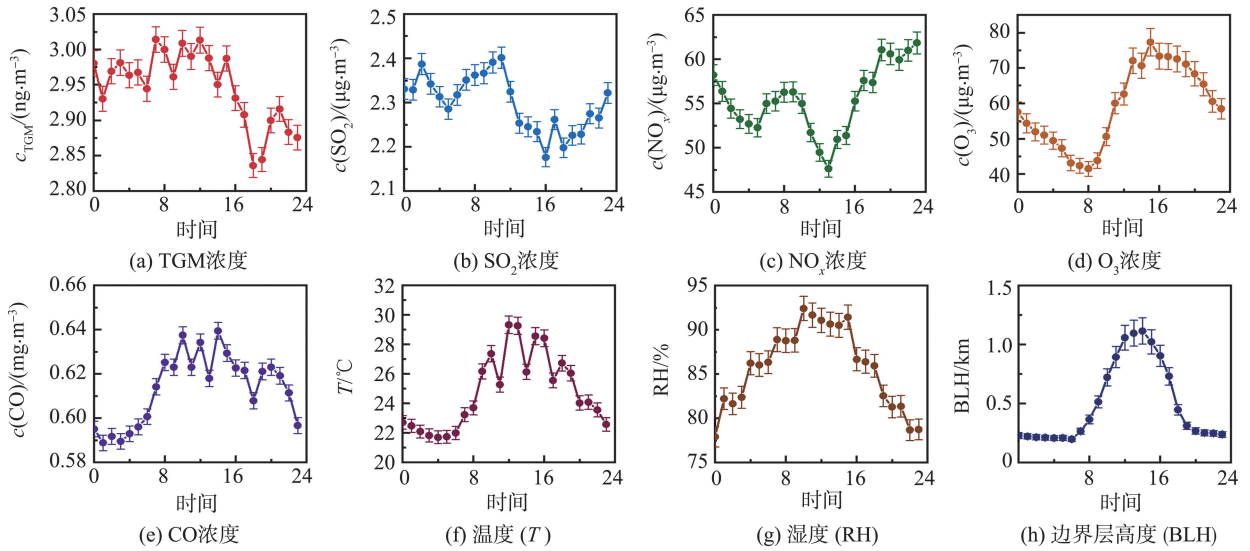 3.05
3.00
2.95
2.90
2.85
2.80
c_TGM/(ng·m⁻³)
0 8 16 24
时间
(a) TGM浓度
2.5
2.4
2.3
2.2
2.1
c(SO₂)/(μg·m⁻³)
0 8 16 24
时间
(b) SO₂浓度
65
60
55
50
45
c(NOₓ)/(μg·m⁻³)
0 8 16 24
时间
(c) NOₓ浓度
90
80
70
60
50
40
c(O₃)/(μg·m⁻³)
0 8 16 24
时间
(d) O₃浓度
0.66
0.64
0.62
0.60
0.58
c(CO)/(mg·m⁻³)
0 8 16 24
时间
(e) CO浓度
32
30
28
26
24
22
20
T/℃
0 8 16 24
时间
(f) 温度 (T)
95
90
85
80
75
RH/%
0 8 16 24
时间
(g) 湿度 (RH)
1.5
1.0
0.5
0
BLH/km
0 8 16 24
时间
(h) 边界层高度 (BLH)